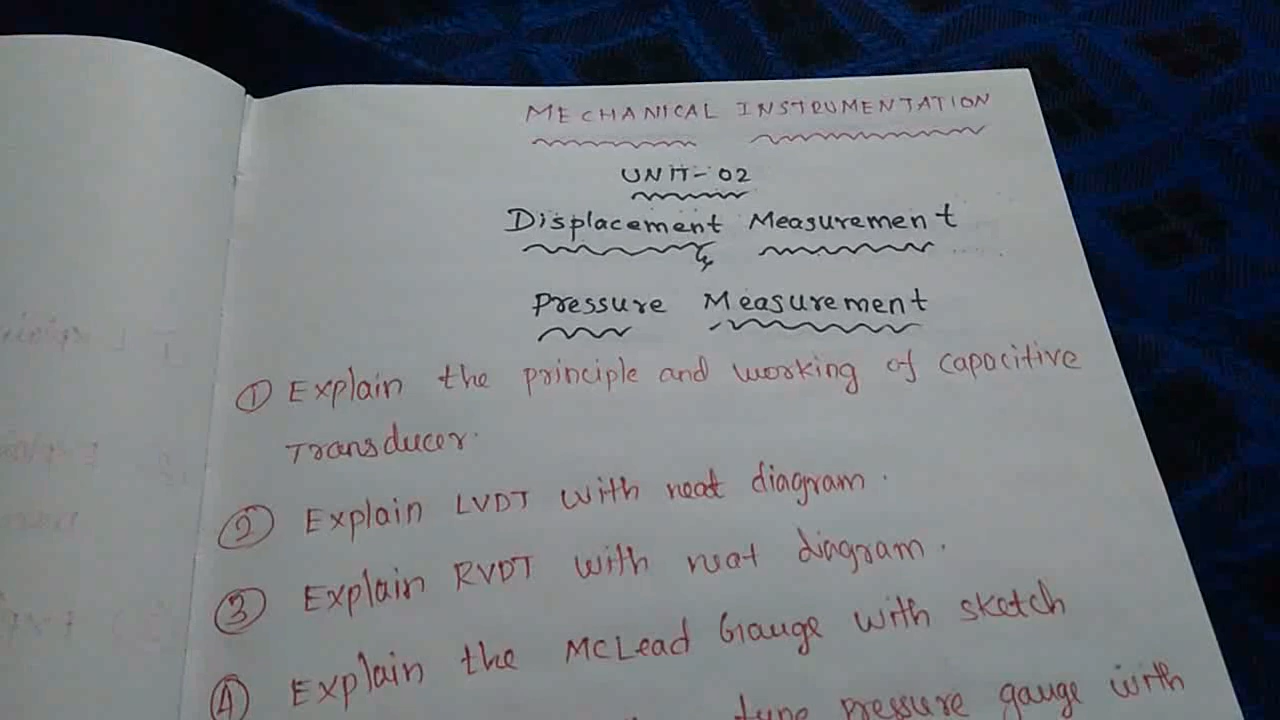 MECHANICAL INSTRUMENTATION
UNIT-02
Displacement Measurement
Pressure Measurement
① Explain the principle and working of capacitive
Transducer.
② Explain LVDT with neat diagram.
③ Explain RVDT with neat diagram.
④ Explain the McLead Gauge with sketch
type pressure gauge with